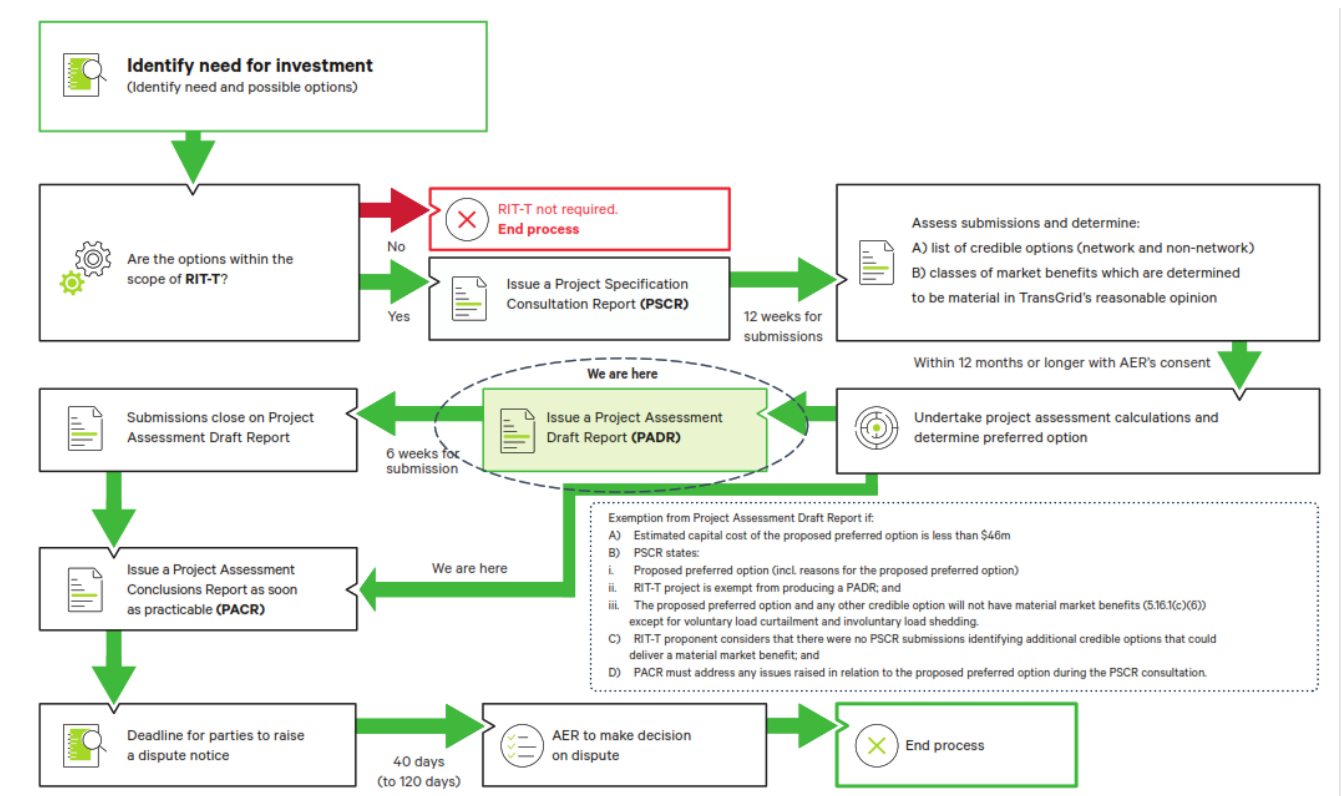 Identify need for investment
(Identify need and possible options)
Are the options within the
scope of RIT-T?
No
Yes
RIT-T not required.
End process
Issue a Project Specification
Consultation Report (PSCR)
12 weeks for
submissions
Assess submissions and determine:
A) list of credible options (network and non-network)
B) classes of market benefits which are determined
to be material in TransGrid's reasonable opinion
Within 12 months or longer with AER's consent
Undertake project assessment calculations and
determine preferred option
We are here
Issue a Project Assessment
Draft Report (PADR)
6 weeks for
submission
Submissions close on Project
Assessment Draft Report
Exemption from Project Assessment Draft Report if:
A) Estimated capital cost of the proposed preferred option is less than $46m
B) PSCR states:
i. Proposed preferred option (incl. reasons for the proposed preferred option)
ii. RIT-T project is exempt from producing a PADR; and
iii. The proposed preferred option and any other credible option will not have material market benefits (5.16.1(c)(6))
except for voluntary load curtailment and involuntary load shedding.
C) RIT-T proponent considers that there were no PSCR submissions identifying additional credible options that could
deliver a material market benefit; and
D) PACR must address any issues raised in relation to the proposed preferred option during the PSCR consultation.
We are here
Issue a Project Assessment
Conclusions Report as soon
as practicable (PACR)
Deadline for parties to raise
a dispute notice
40 days
(to 120 days)
AER to make decision
on dispute
End process